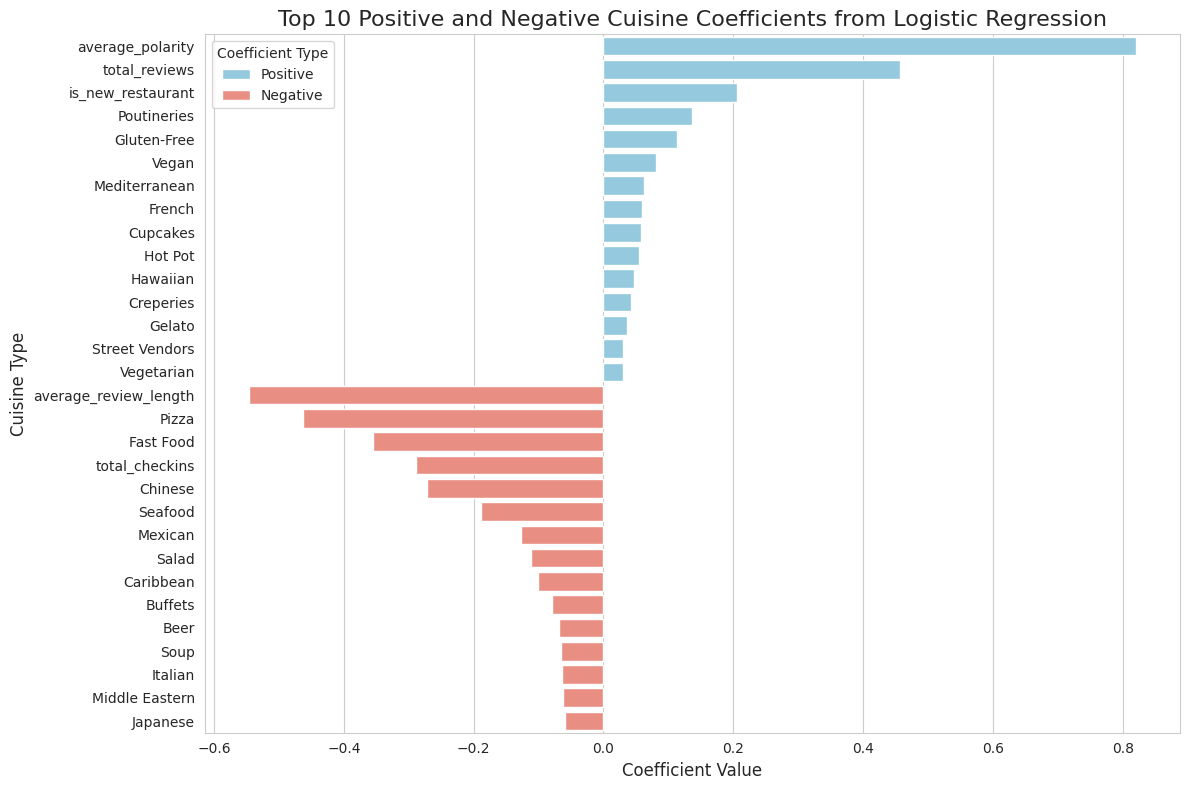 Top 10 Positive and Negative Cuisine Coefficients from Logistic Regression
Coefficient Type
Positive
Negative
Cuisine Type
average_polarity
total_reviews
is_new_restaurant
Poutineries
Gluten-Free
Vegan
Mediterranean
French
Cupcakes
Hot Pot
Hawaiian
Creperies
Gelato
Street Vendors
Vegetarian
average_review_length
Pizza
Fast Food
total_checkins
Chinese
Seafood
Mexican
Salad
Caribbean
Buffets
Beer
Soup
Italian
Middle Eastern
Japanese
−0.6 −0.4 −0.2 0.0 0.2 0.4 0.6 0.8
Coefficient Value